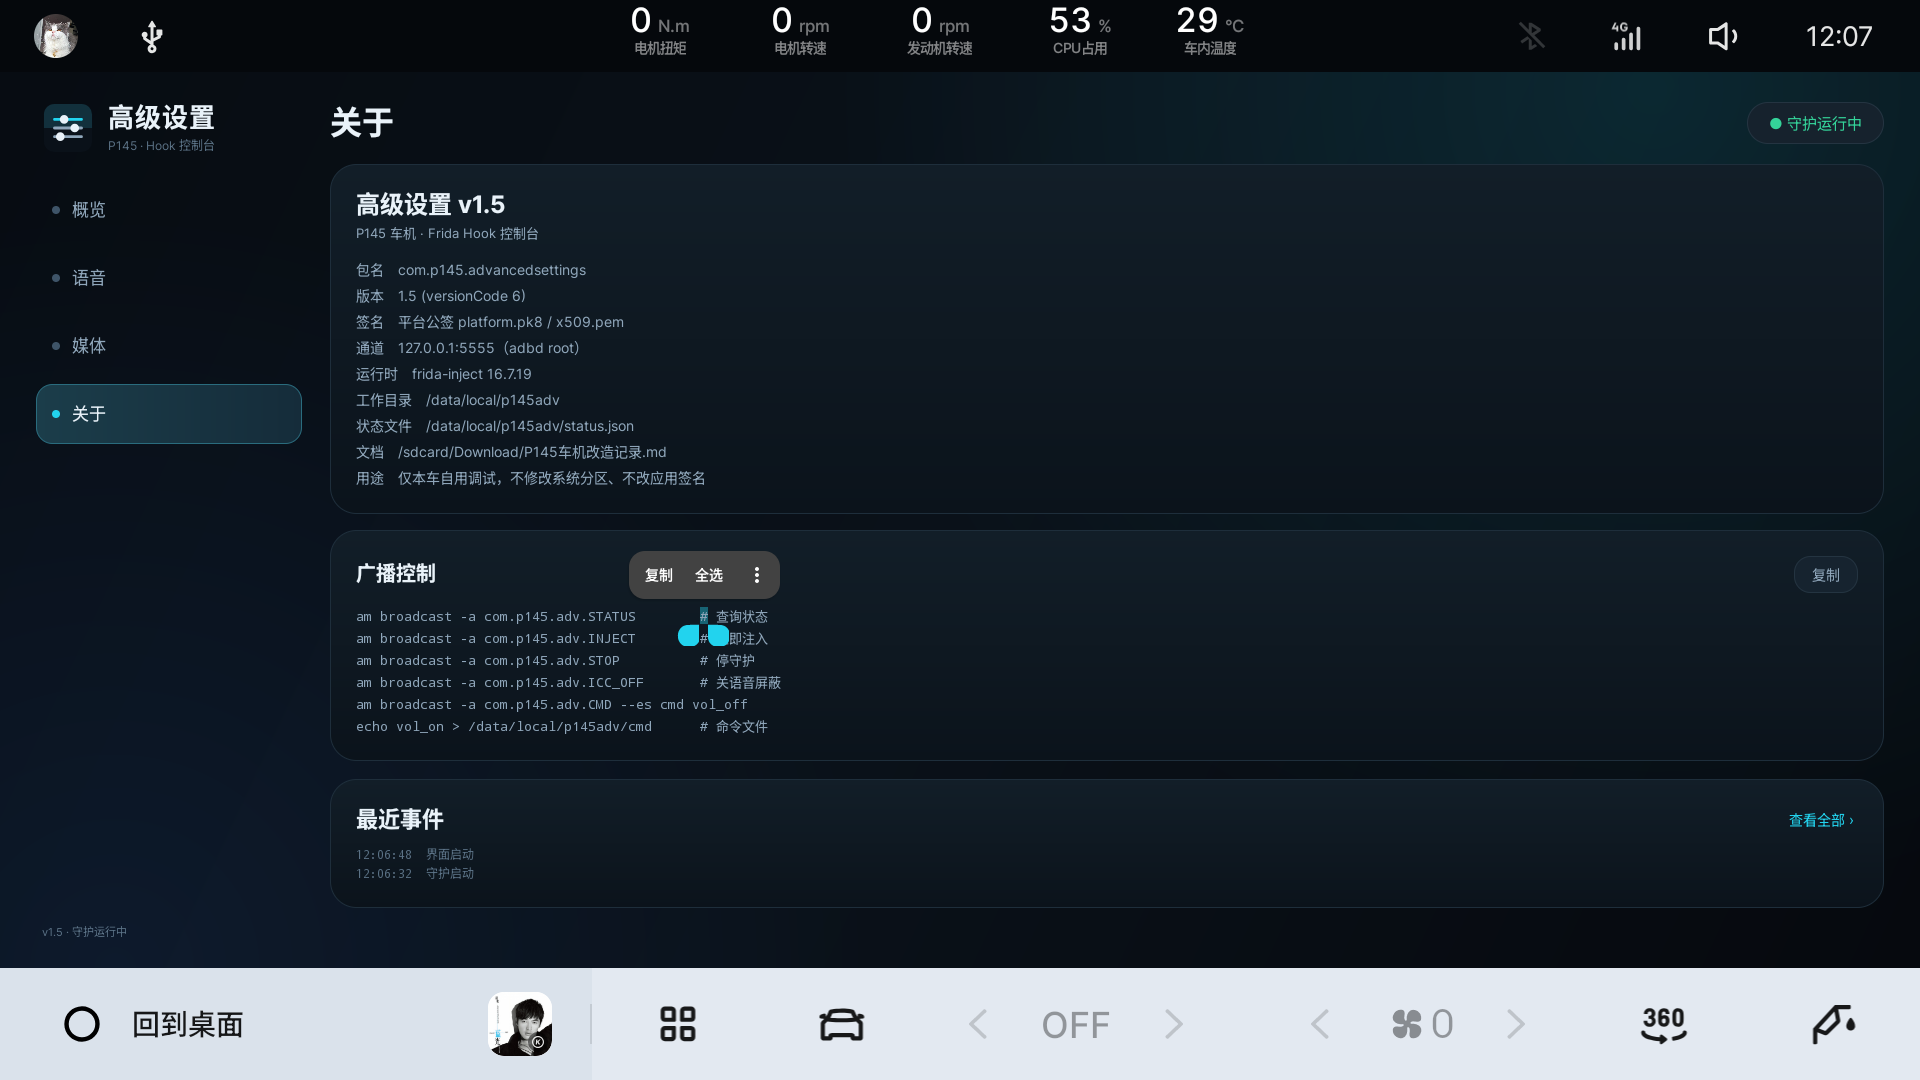 0 N.m
电机扭矩
0 rpm
电机转速
0 rpm
发动机转速
53 %
CPU占用
29 °C
车内温度
4G
12:07
高级设置
P145 · Hook 控制台
概览
语音
媒体
关于
v1.5 · 守护运行中
关于
守护运行中
高级设置 v1.5
P145 车机 · Frida Hook 控制台
包名 com.p145.advancedsettings
版本 1.5 (versionCode 6)
签名 平台公签 platform.pk8 / x509.pem
通道 127.0.0.1:5555（adbd root）
运行时 frida-inject 16.7.19
工作目录 /data/local/p145adv
状态文件 /data/local/p145adv/status.json
文档 /sdcard/Download/P145车机改造记录.md
用途 仅本车自用调试，不修改系统分区、不改应用签名
广播控制
复制 全选
复制
am broadcast -a com.p145.adv.STATUS # 查询状态
am broadcast -a com.p145.adv.INJECT # 即注入
am broadcast -a com.p145.adv.STOP # 停守护
am broadcast -a com.p145.adv.ICC_OFF # 关语音屏蔽
am broadcast -a com.p145.adv.CMD --es cmd vol_off
echo vol_on > /data/local/p145adv/cmd # 命令文件
最近事件
查看全部 ›
12:06:48 界面启动
12:06:32 守护启动
回到桌面
OFF
0
360